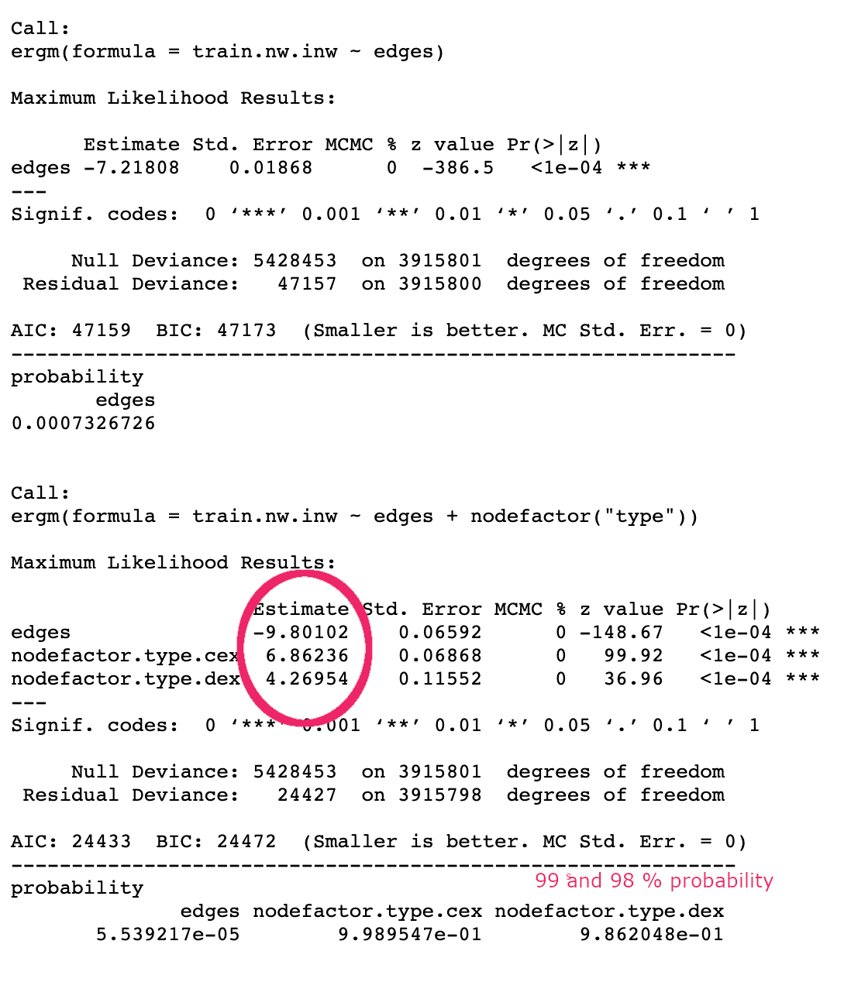 Call:
ergm(formula = train.nw.inw ~ edges)
Maximum Likelihood Results:
Estimate Std. Error MCMC % z value Pr(>|z|)
edges -7.21808 0.01868 0 -386.5 <1e-04 ***
---
Signif. codes: 0 ‘***’ 0.001 ‘**’ 0.01 ‘*’ 0.05 ‘.’ 0.1 ‘ ’ 1
Null Deviance: 5428453 on 3915801 degrees of freedom
Residual Deviance: 47157 on 3915800 degrees of freedom
AIC: 47159 BIC: 47173 (Smaller is better. MC Std. Err. = 0)
------------------------------------------------------------
probability
edges
0.0007326726
Call:
ergm(formula = train.nw.inw ~ edges + nodefactor("type"))
Maximum Likelihood Results:
Estimate Std. Error MCMC % z value Pr(>|z|)
edges -9.80102 0.06592 0 -148.67 <1e-04 ***
nodefactor.type.cex 6.86236 0.06868 0 99.92 <1e-04 ***
nodefactor.type.dex 4.26954 0.11552 0 36.96 <1e-04 ***
---
Signif. codes: 0 ‘***’ 0.001 ‘**’ 0.01 ‘*’ 0.05 ‘.’ 0.1 ‘ ’ 1
Null Deviance: 5428453 on 3915801 degrees of freedom
Residual Deviance: 24427 on 3915798 degrees of freedom
AIC: 24433 BIC: 24472 (Smaller is better. MC Std. Err. = 0)
------------------------------------------------------------
99 and 98 % probability
probability
edges nodefactor.type.cex nodefactor.type.dex
5.539217e-05 9.989547e-01 9.862048e-01